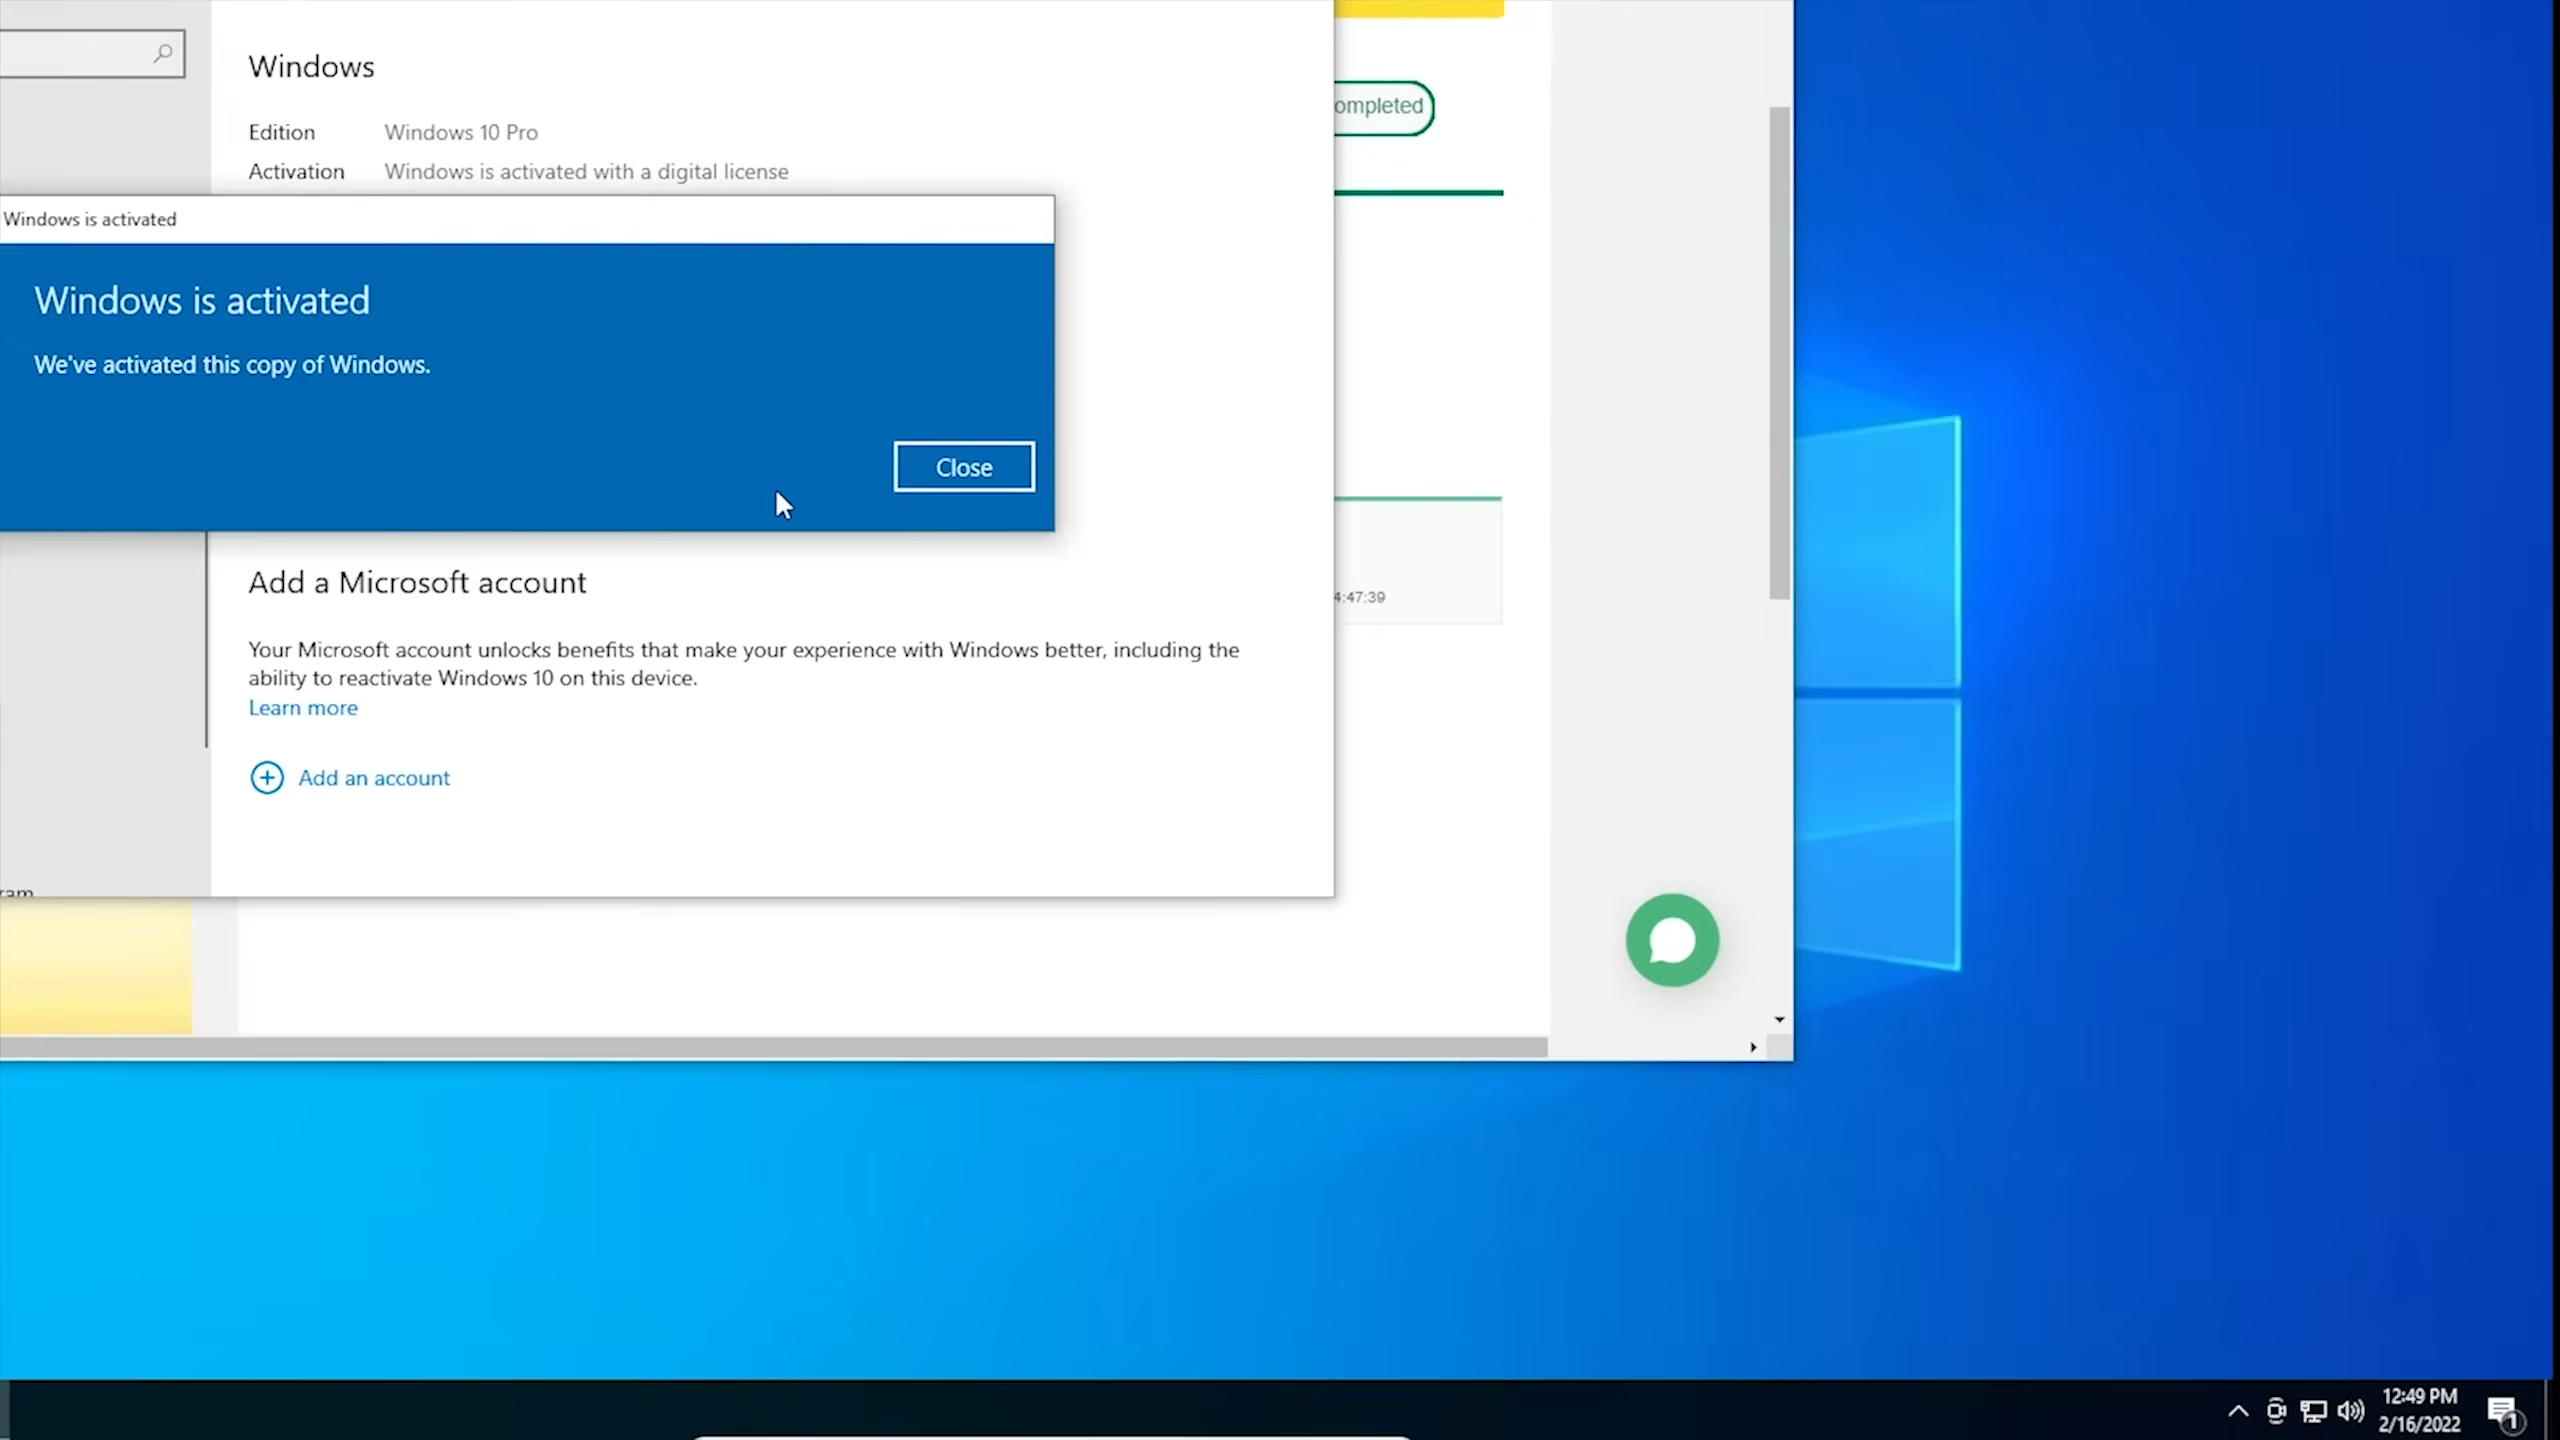 Windows
ompleted
Edition Windows 10 Pro
Activation Windows is activated with a digital license
Windows is activated
Windows is activated
We've activated this copy of Windows.
Close
Add a Microsoft account
4:47:39
Your Microsoft account unlocks benefits that make your experience with Windows better, including the
ability to reactivate Windows 10 on this device.
Learn more
Add an account
ram
12:49 PM
2/16/2022
1